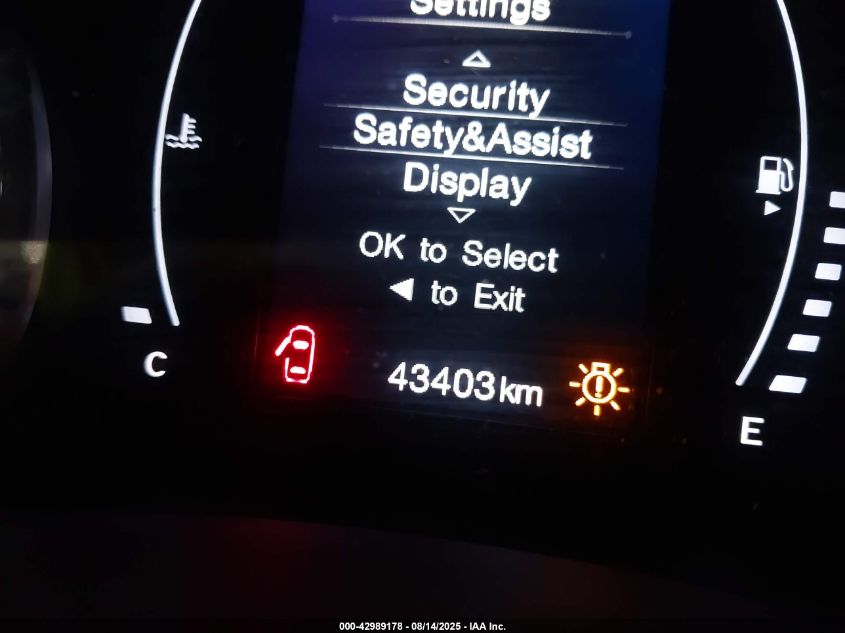 Settings
Security
Safety&Assist
Display
OK to Select
◄ to Exit
43403 km
C
E
000-42989178 - 08/14/2025 - IAA Inc.